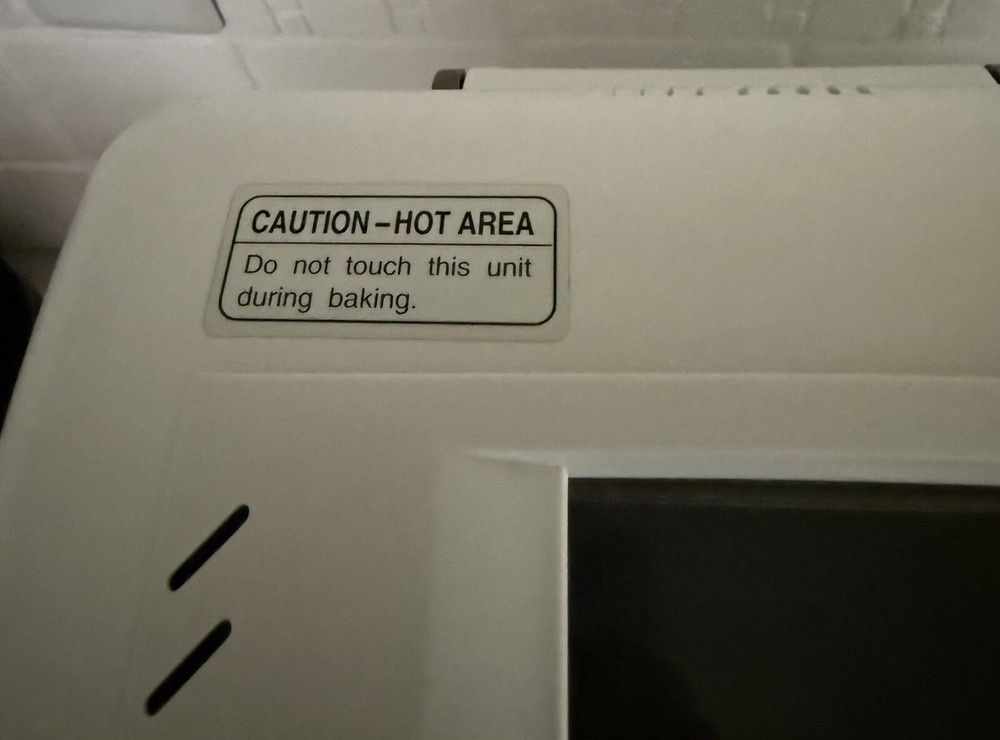 CAUTION–HOT AREA
Do not touch this unit
during baking.